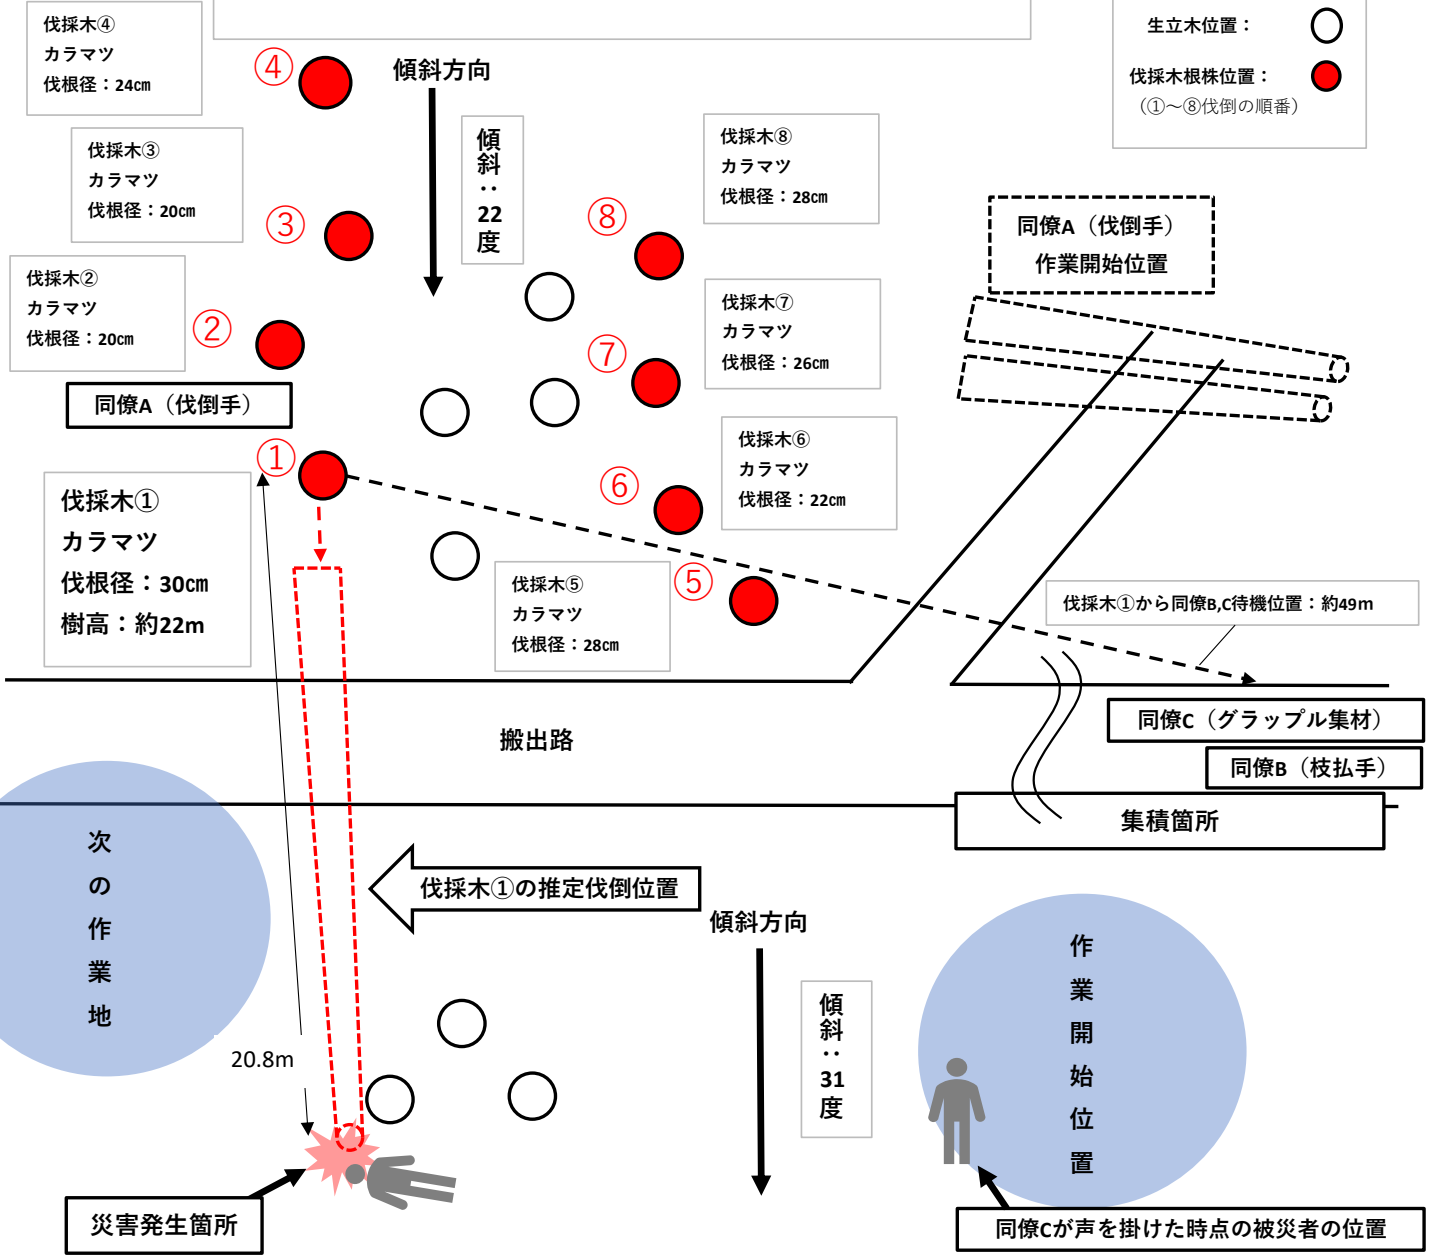 伐採木④
カラマツ
伐根径：24㎝
④
傾斜方向
生立木位置：
伐採木根株位置：
（①～⑧伐倒の順番）
伐採木③
カラマツ
伐根径：20㎝
③
傾斜：22度
⑧
伐採木⑧
カラマツ
伐根径：28㎝
同僚A（伐倒手）
作業開始位置
伐採木②
カラマツ
伐根径：20㎝
②
⑦
伐採木⑦
カラマツ
伐根径：26㎝
同僚A（伐倒手）
①
伐採木①
カラマツ
伐根径：30㎝
樹高：約22m
⑥
伐採木⑥
カラマツ
伐根径：22㎝
伐採木⑤
カラマツ
伐根径：28㎝
⑤
伐採木①から同僚B,C待機位置：約49m
搬出路
同僚C（グラップル集材）
同僚B（枝払手）
集積箇所
次の作業地
伐採木①の推定伐倒位置
傾斜方向
傾斜：31度
作業開始位置
20.8m
災害発生箇所
同僚Cが声を掛けた時点の被災者の位置